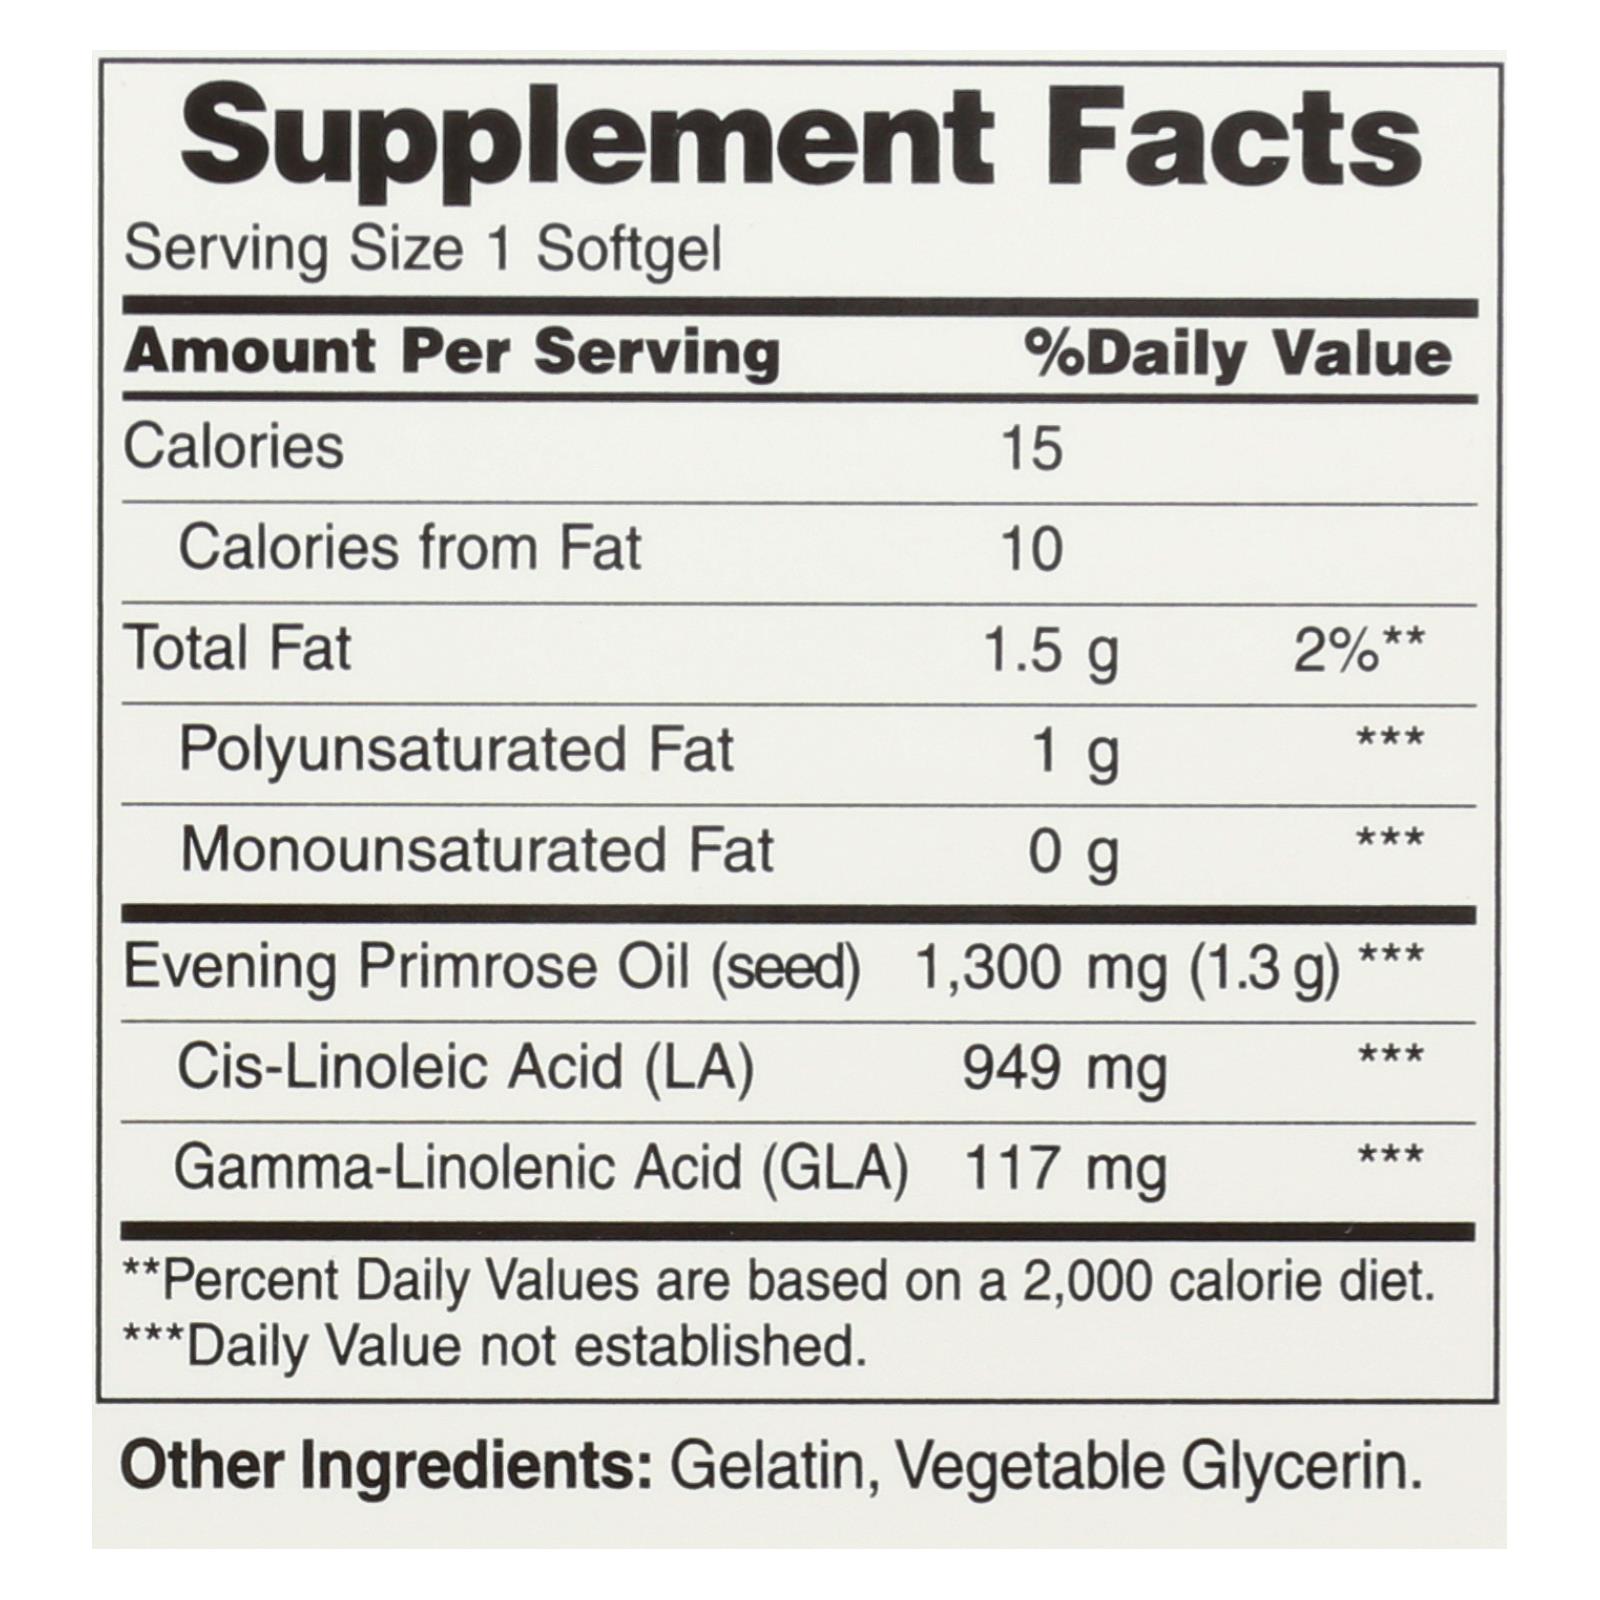 Supplement Facts
Serving Size 1 Softgel
Amount Per Serving %Daily Value
Calories 15
Calories from Fat 10
Total Fat 1.5 g 2%**
Polyunsaturated Fat 1 g ***
Monounsaturated Fat 0 g ***
Evening Primrose Oil (seed) 1,300 mg (1.3 g) ***
Cis-Linoleic Acid (LA) 949 mg ***
Gamma-Linolenic Acid (GLA) 117 mg ***
**Percent Daily Values are based on a 2,000 calorie diet.
***Daily Value not established.
Other Ingredients: Gelatin, Vegetable Glycerin.